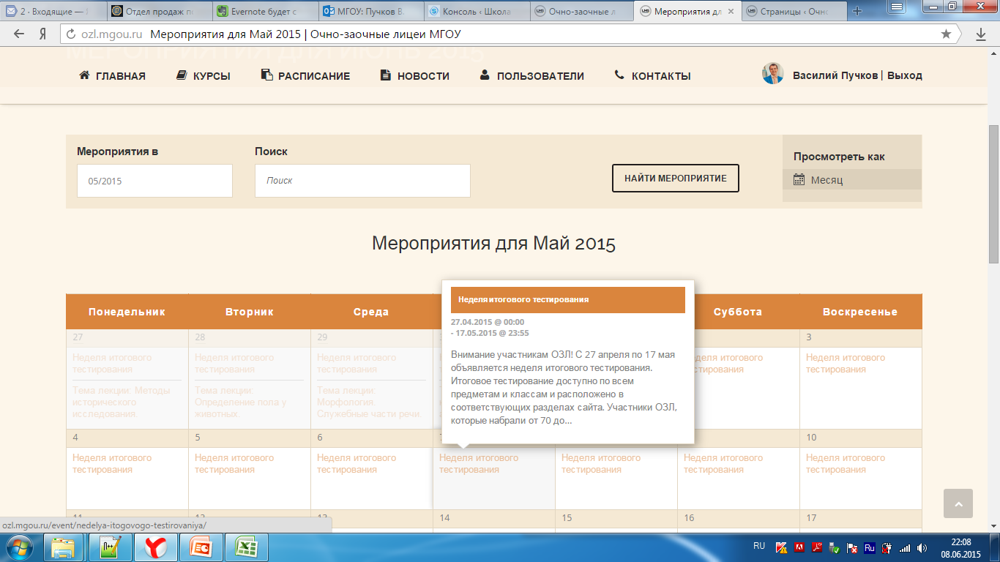 2 · Входящие —
Отдел продаж п
Evernote будет с
МГОУ: Пучков В.
Консоль ‹ Школа
Очно-заочные л
Мероприятия дл
Страницы ‹ Очно
ozl.mgou.ru Мероприятия для Май 2015 | Очно-заочные лицеи МГОУ
МЕРОПРИЯТИЯ ДЛЯ ИЮНЬ 2015
ГЛАВНАЯ КУРСЫ РАСПИСАНИЕ НОВОСТИ ПОЛЬЗОВАТЕЛИ КОНТАКТЫ Василий Пучков | Выход
Мероприятия в
05/2015
Поиск
Поиск
НАЙТИ МЕРОПРИЯТИЕ
Просмотреть как
Месяц
Мероприятия для Май 2015
Понедельник Вторник Среда Суббота Воскресенье
Неделя итогового тестирования
27.04.2015 @ 00:00
- 17.05.2015 @ 23:55
Внимание участникам ОЗЛ! С 27 апреля по 17 мая
объявляется неделя итогового тестирования.
Итоговое тестирование доступно по всем
предметам и классам и расположено в
соответствующих разделах сайта. Участники ОЗЛ,
которые набрали от 70 до...
27 28 29 3
Неделя итогового
тестирования
Тема лекции: Методы
исторического
исследования.
Неделя итогового
тестирования
Тема лекции:
Определение пола у
животных.
Неделя итогового
тестирования
Тема лекции:
Морфология.
Служебные части речи.
итогового
Неделя итогового
тестирования
4 5 6 10
Неделя итогового
тестирования
Неделя итогового
тестирования
Неделя итогового
тестирования
Неделя итогового
тестирования
Неделя итогового
тестирования
Неделя итогового
тестирования
Неделя итогового
тестирования
14 15 16 17
ozl.mgou.ru/event/nedelya-itogovogo-testirovaniya/
RU
Ru
22:08
08.06.2015